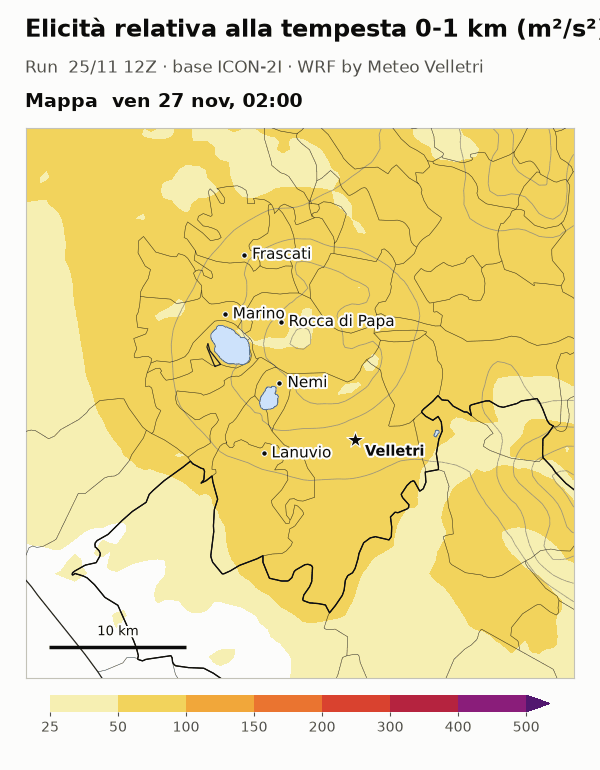 Elicità relativa alla tempesta 0-1 km (m²/s²)
Run 25/11 12Z · base ICON-2I · WRF by Meteo Velletri
Mappa ven 27 nov, 02:00
Frascati
Marino
Rocca di Papa
Nemi
Velletri
Lanuvio
10 km
25 50 100 150 200 300 400 500